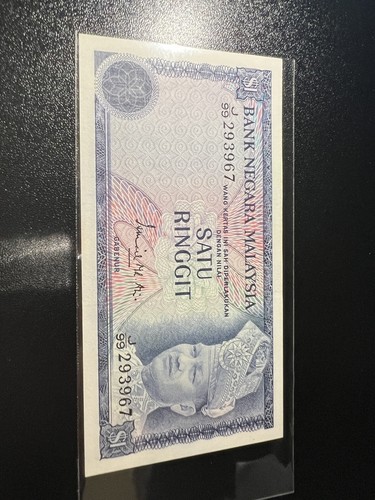 $1
BANK NEGARA MALAYSIA
J/99 293967
WANG KERTAS INI SAH DIPERLAKUKAN
DENGAN NILAI
SATU
RINGGIT
GABENUR
J/99 293967
$1